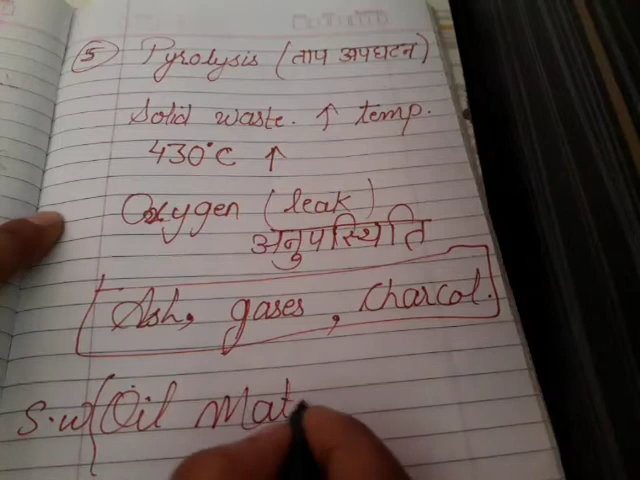 (5) Pyrolysis (ताप अपघटन)
Solid waste. ↑ temp.
430°C ↑
Oxygen (leak)
अनुपस्थिति
Ash, gases, Charcol.
S.w { Oil Mat